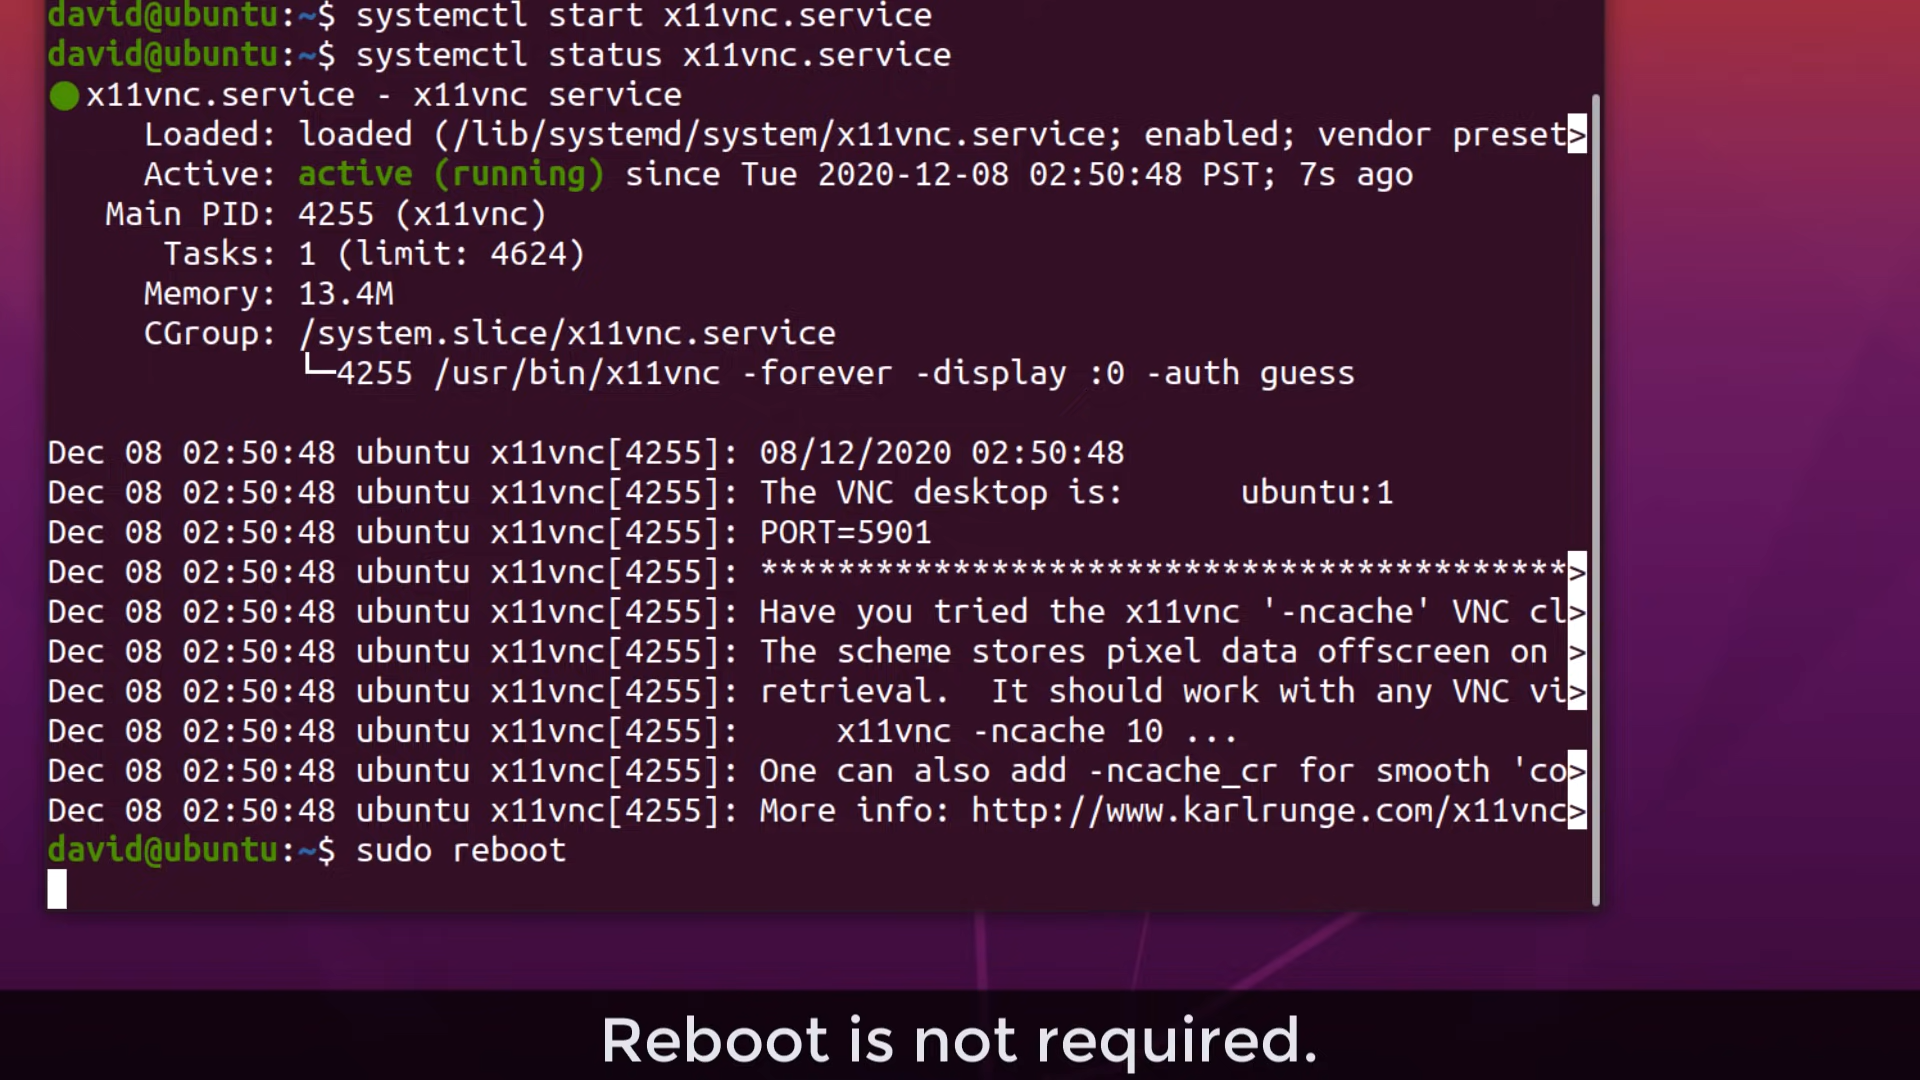 david@ubuntu:~$ systemctl start x11vnc.service
david@ubuntu:~$ systemctl status x11vnc.service
x11vnc.service - x11vnc service
Loaded: loaded (/lib/systemd/system/x11vnc.service; enabled; vendor preset>
Active: active (running) since Tue 2020-12-08 02:50:48 PST; 7s ago
Main PID: 4255 (x11vnc)
Tasks: 1 (limit: 4624)
Memory: 13.4M
CGroup: /system.slice/x11vnc.service
└─4255 /usr/bin/x11vnc -forever -display :0 -auth guess
Dec 08 02:50:48 ubuntu x11vnc[4255]: 08/12/2020 02:50:48
Dec 08 02:50:48 ubuntu x11vnc[4255]: The VNC desktop is:      ubuntu:1
Dec 08 02:50:48 ubuntu x11vnc[4255]: PORT=5901
Dec 08 02:50:48 ubuntu x11vnc[4255]: ******************************************>
Dec 08 02:50:48 ubuntu x11vnc[4255]: Have you tried the x11vnc '-ncache' VNC cl>
Dec 08 02:50:48 ubuntu x11vnc[4255]: The scheme stores pixel data offscreen on >
Dec 08 02:50:48 ubuntu x11vnc[4255]: retrieval.  It should work with any VNC vi>
Dec 08 02:50:48 ubuntu x11vnc[4255]:     x11vnc -ncache 10 ...
Dec 08 02:50:48 ubuntu x11vnc[4255]: One can also add -ncache_cr for smooth 'co>
Dec 08 02:50:48 ubuntu x11vnc[4255]: More info: http://www.karlrunge.com/x11vnc>
david@ubuntu:~$ sudo reboot
Reboot is not required.